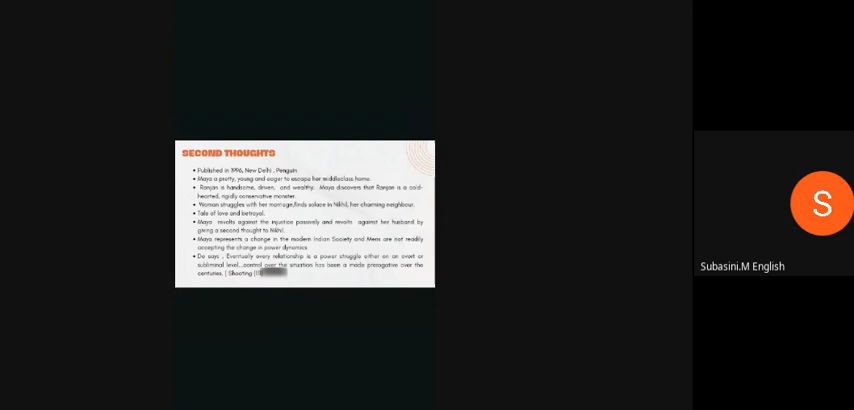 SECOND THOUGHTS
• Published in 1996, New Delhi , Penguin
• Maya a pretty, young and eager to escape her middleclass home.
• Ranjan is handsome, driven, and wealthy. Maya discovers that Ranjan is a cold-
hearted, rigidly conservative monster.
• Woman struggles with her marriage,finds solace in Nikhil, her charming neighbour.
• Tale of love and betrayal.
• Maya revolts against the injustice passively and revolts against her husband by
giving a second thought to Nikhil.
• Maya represents a change in the modern Indian Society and Mens are not readily
accepting the change in power dynamics
• De says , Eventually every relationship is a power struggle either on an overt or
subliminal level...control over the situation has been a made prerogative over the
centuries. ( Shooting
S
Subasini.M English